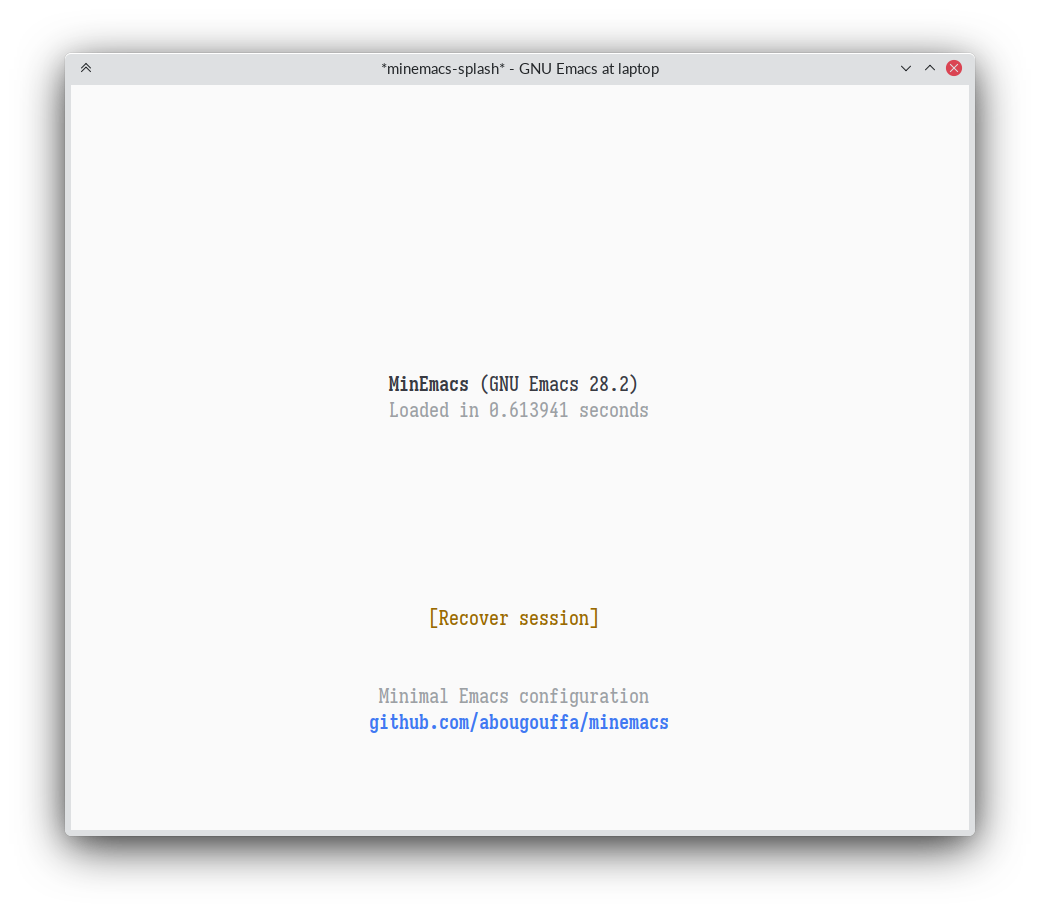 *minemacs-splash* - GNU Emacs at laptop
MinEmacs (GNU Emacs 28.2)
Loaded in 0.613941 seconds
[Recover session]
Minimal Emacs configuration
github.com/abougouffa/minemacs